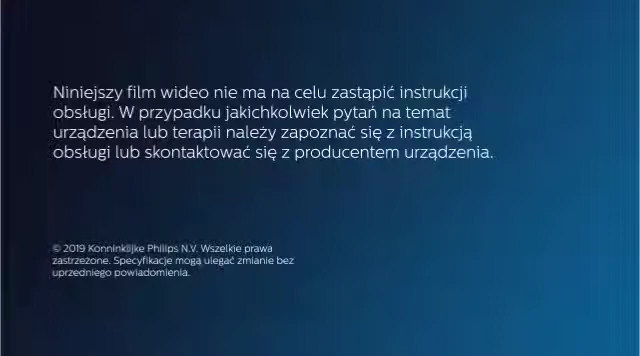 Niniejszy film wideo nie ma na celu zastąpić instrukcji
obsługi. W przypadku jakichkolwiek pytań na temat
urządzenia lub terapii należy zapoznać się z instrukcją
obsługi lub skontaktować się z producentem urządzenia.
© 2019 Konninklijke Philips N.V. Wszelkie prawa
zastrzeżone. Specyfikacje mogą ulegać zmianie bez
uprzedniego powiadomienia.